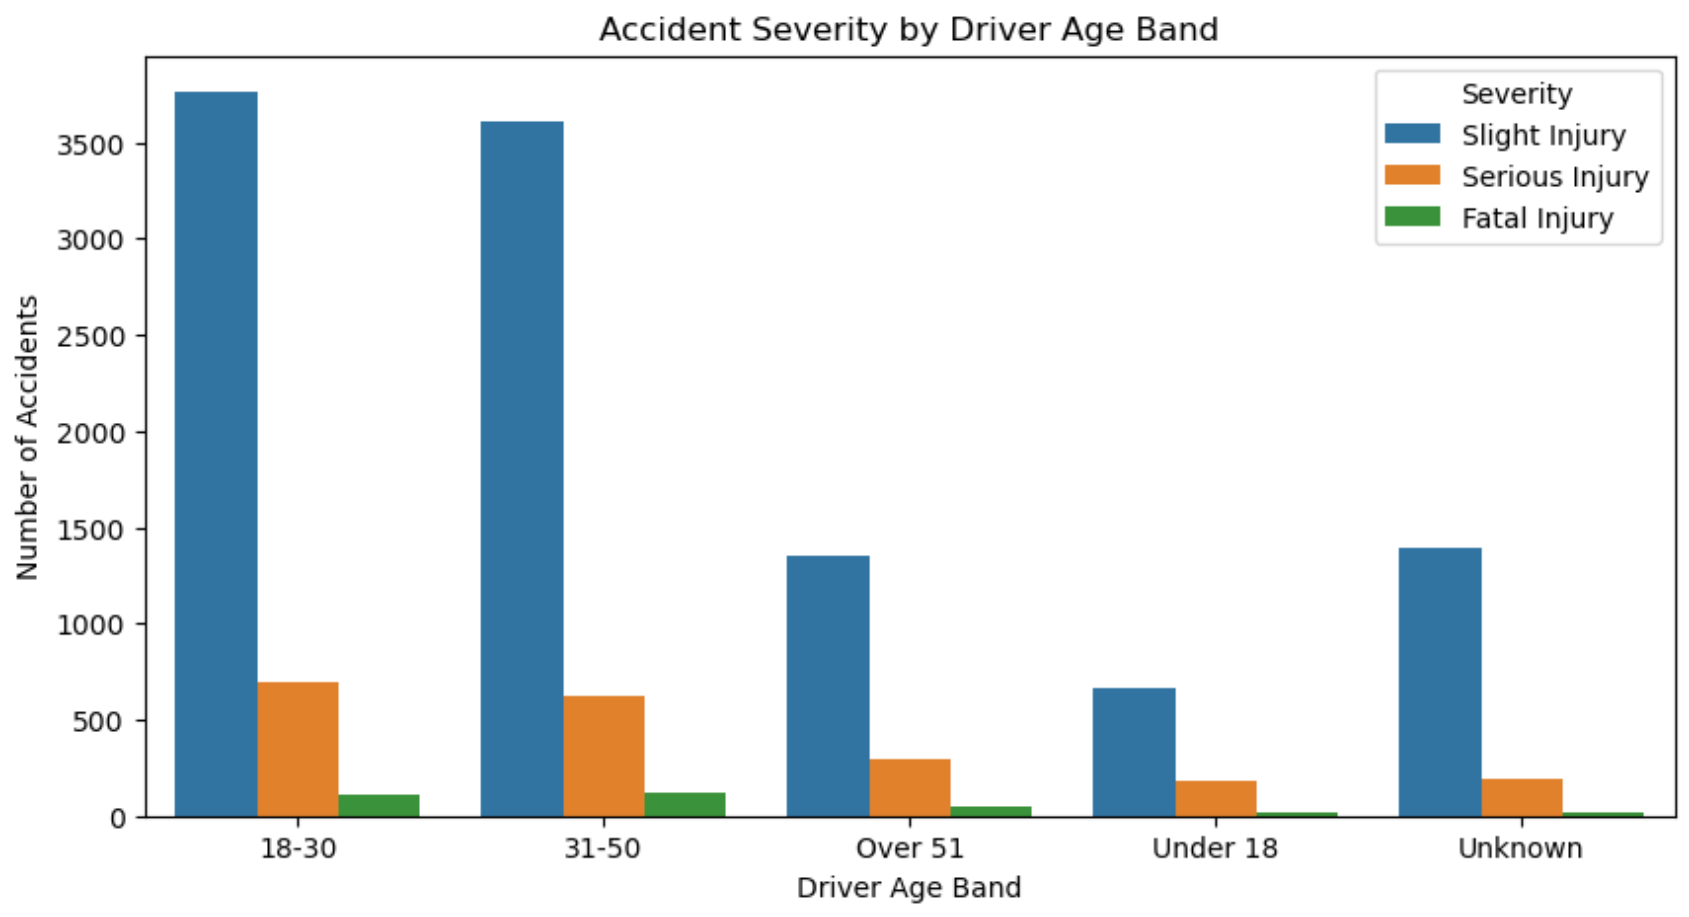 Accident Severity by Driver Age Band
Severity
Slight Injury
Serious Injury
Fatal Injury
Number of Accidents
3500
3000
2500
2000
1500
1000
500
0
18-30
31-50
Over 51
Under 18
Unknown
Driver Age Band